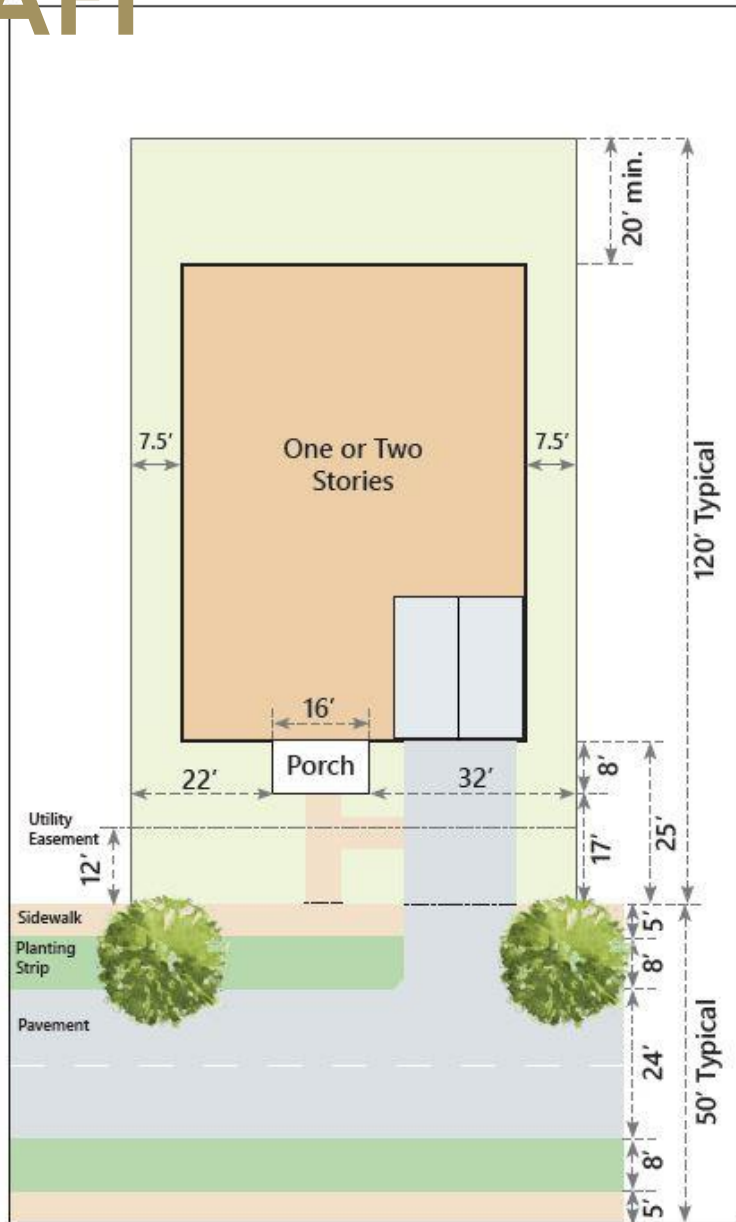 20' min.
7.5'
One or Two
Stories
7.5'
120' Typical
16'
Porch
22'
32'
8'
25'
17'
Utility
Easement
12'
Sidewalk
5'
Planting
Strip
8'
Pavement
24'
50' Typical
8'
5'